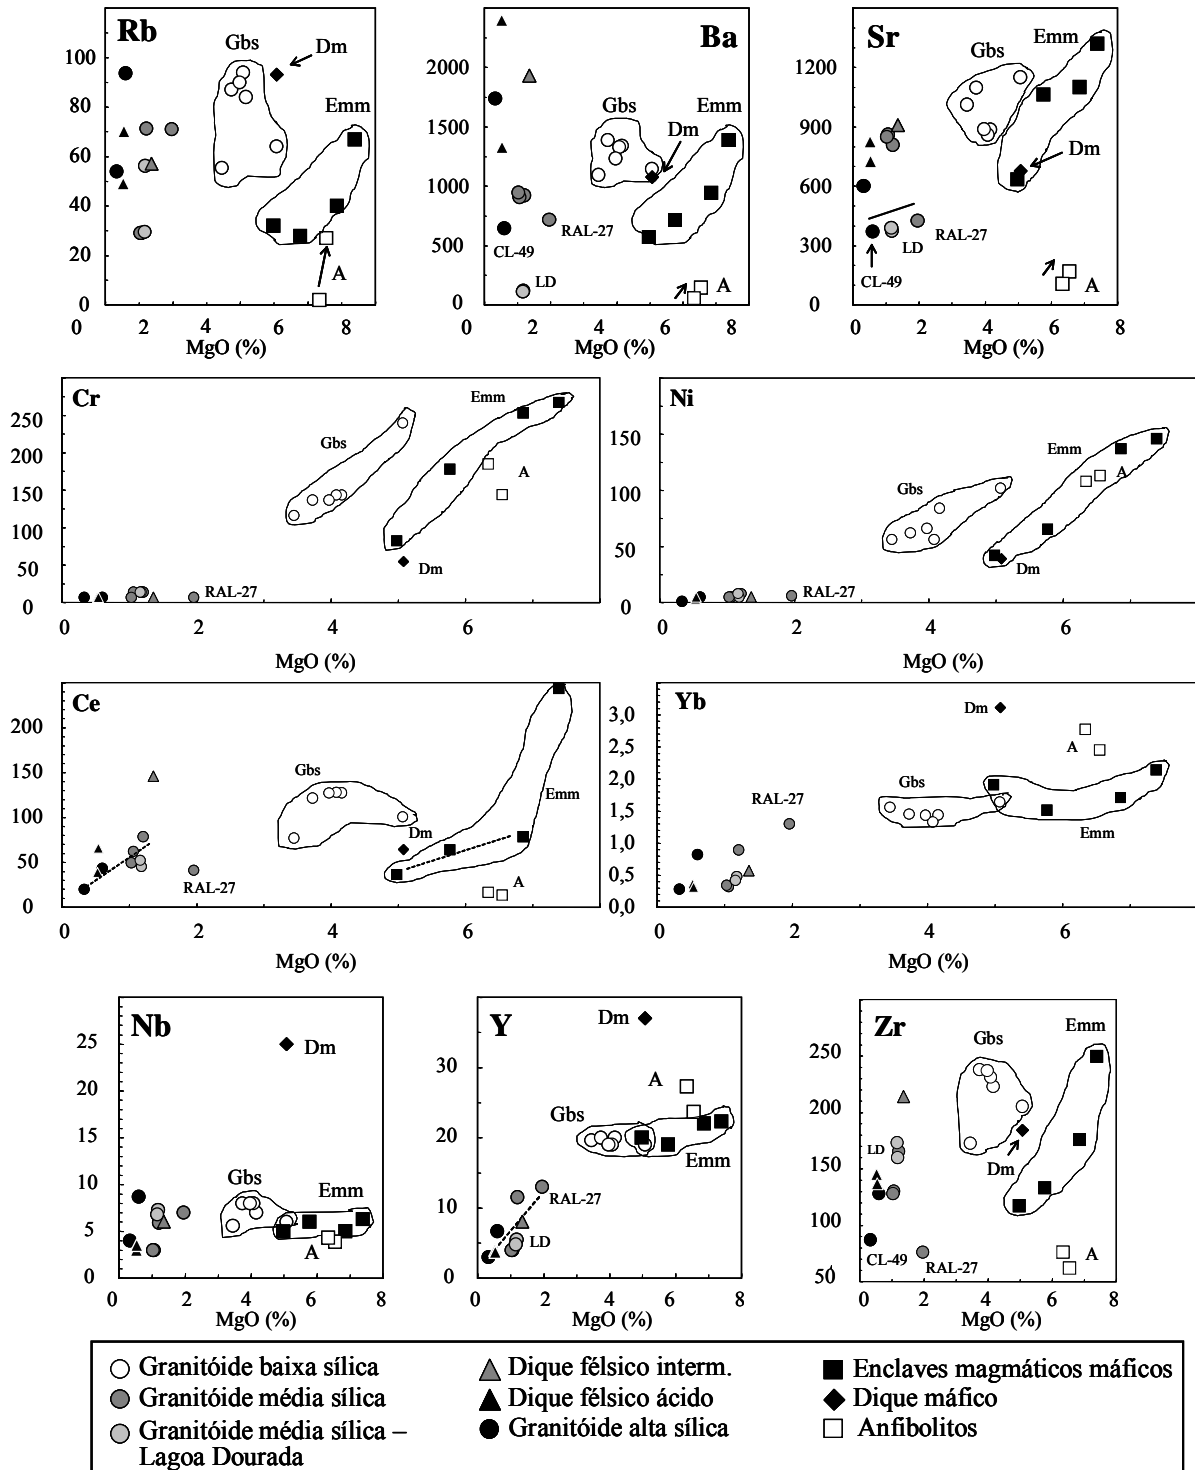 Rb
Gbs
Dm
Emm
A
100
80
60
40
20
0
0 2 4 6 8
MgO (%)
Ba
Gbs
Emm
Dm
RAL-27
CL-49
LD
A
2000
1500
1000
500
0
0 2 4 6 8
MgO (%)
Sr
Emm
Gbs
Dm
RAL-27
LD
CL-49
A
1200
900
600
300
0
0 2 4 6 8
MgO (%)
Cr
Emm
Gbs
A
Dm
RAL-27
250
200
150
100
50
0
0 2 4 6
MgO (%)
Ni
Emm
A
Gbs
Dm
RAL-27
150
100
50
0
0 2 4 6
MgO (%)
Ce
Gbs
Emm
Dm
RAL-27
A
200
150
100
50
0
0 2 4 6
MgO (%)
Yb
Dm
A
Gbs
RAL-27
Emm
3,0
2,5
2,0
1,5
1,0
0,5
0,0
0 2 4 6
MgO (%)
Nb
Dm
Gbs
Emm
A
25
20
15
10
5
0
0 2 4 6 8
MgO (%)
Y
Dm
A
Gbs
Emm
RAL-27
LD
30
20
10
0
0 2 4 6 8
MgO (%)
Zr
Emm
Gbs
LD
Dm
CL-49
RAL-27
A
250
200
150
100
50
0 2 4 6 8
MgO (%)
Granitóide baixa sílica
Granitóide média sílica
Granitóide média sílica –
Lagoa Dourada
Dique félsico interm.
Dique félsico ácido
Granitóide alta sílica
Enclaves magmáticos máficos
Dique máfico
Anfibolitos